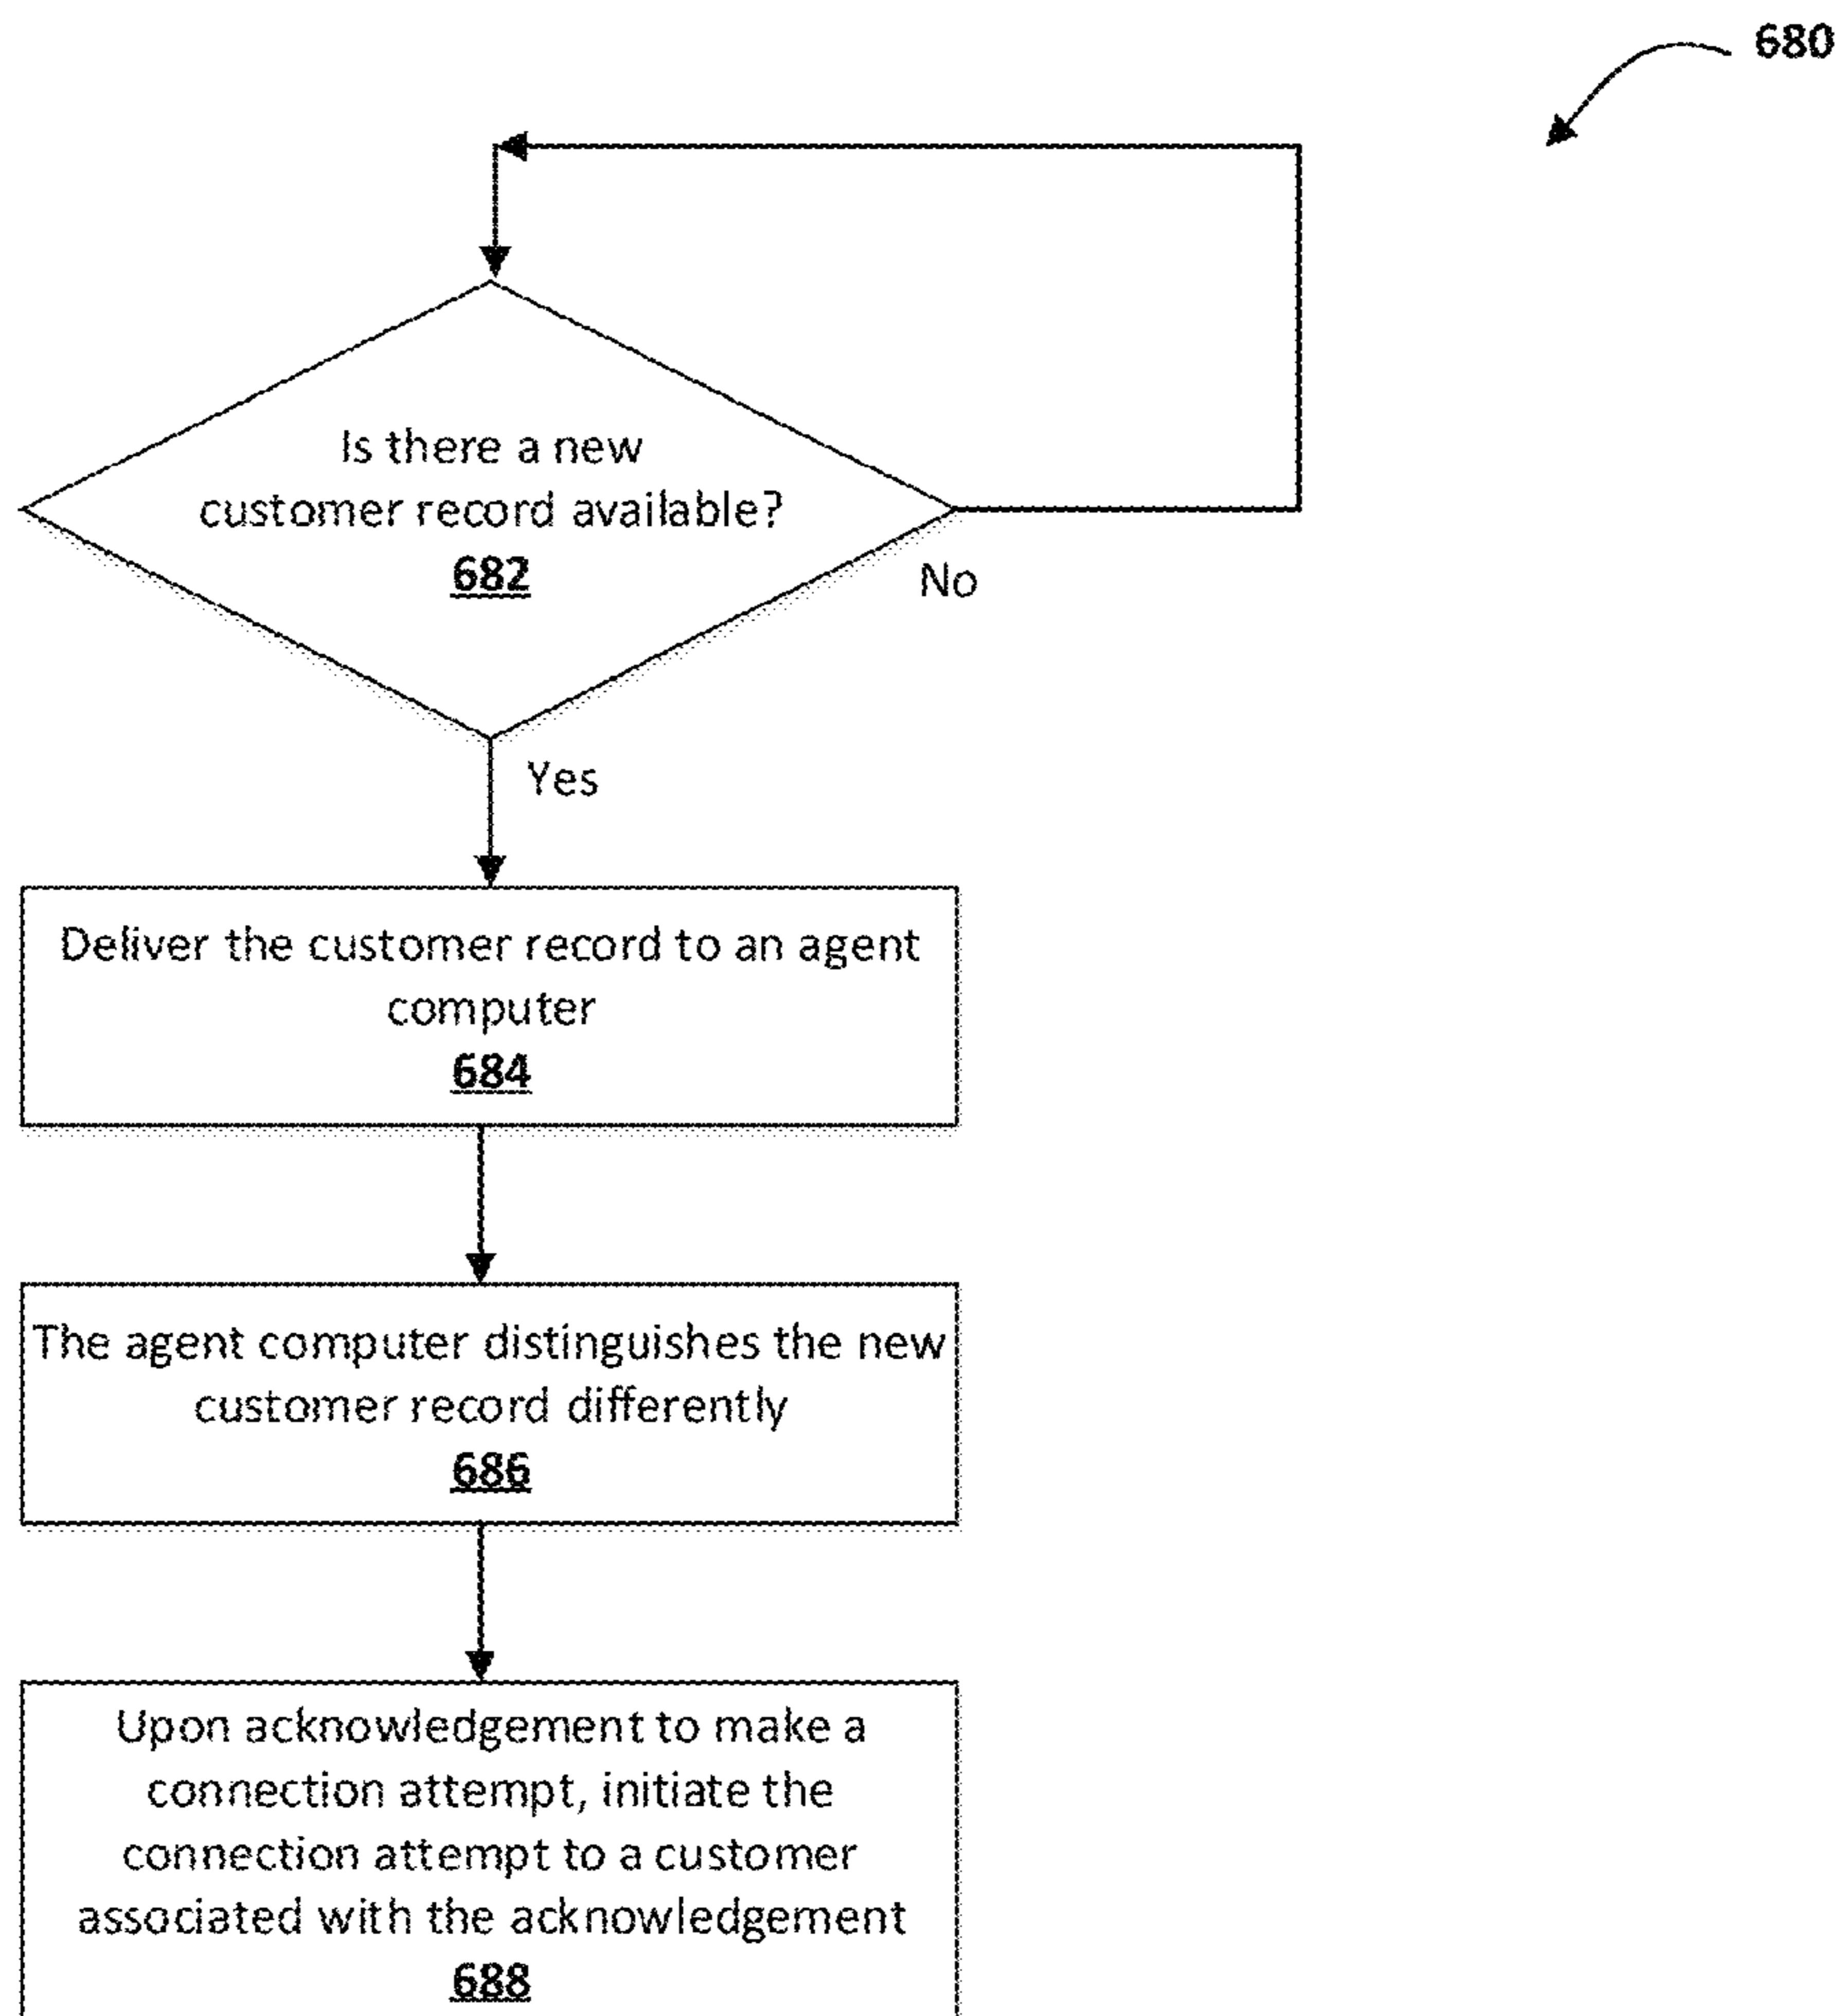 680
Is there a new
customer record available?
682
No
Yes
Deliver the customer record to an agent
computer
684
The agent computer distinguishes the new
customer record differently
686
Upon acknowledgement to make a
connection attempt, initiate the
connection attempt to a customer
associated with the acknowledgement
688